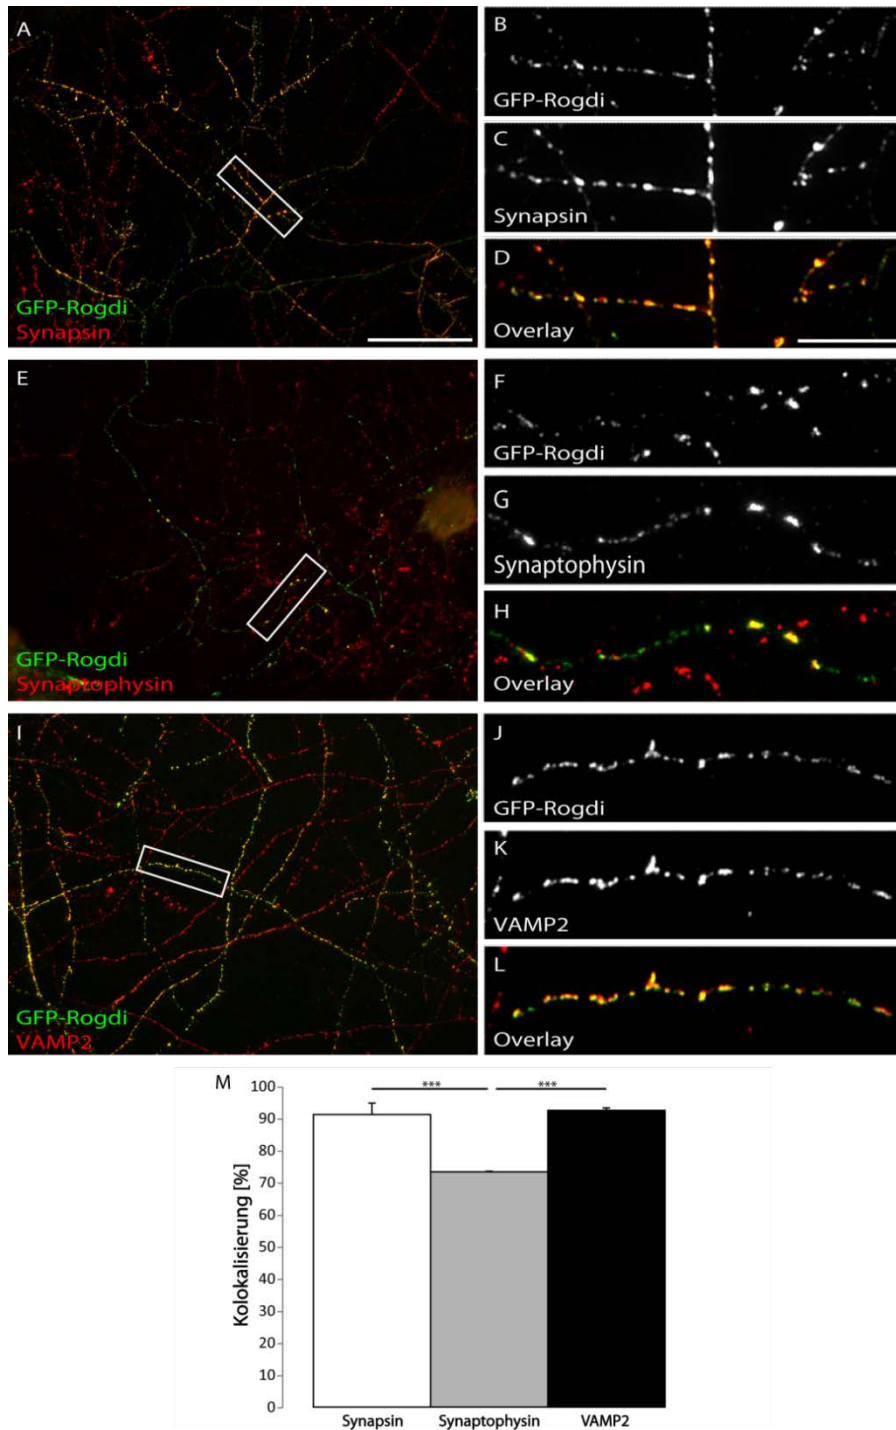 A
GFP-Rogdi
Synapsin
B
GFP-Rogdi
C
Synapsin
D
Overlay
E
GFP-Rogdi
Synaptophysin
F
GFP-Rogdi
G
Synaptophysin
H
Overlay
I
GFP-Rogdi
VAMP2
J
GFP-Rogdi
K
VAMP2
L
Overlay
M
*** ***
100
90
80
70
60
50
40
30
20
10
0
Kolokalisierung [%]
Synapsin Synaptophysin VAMP2